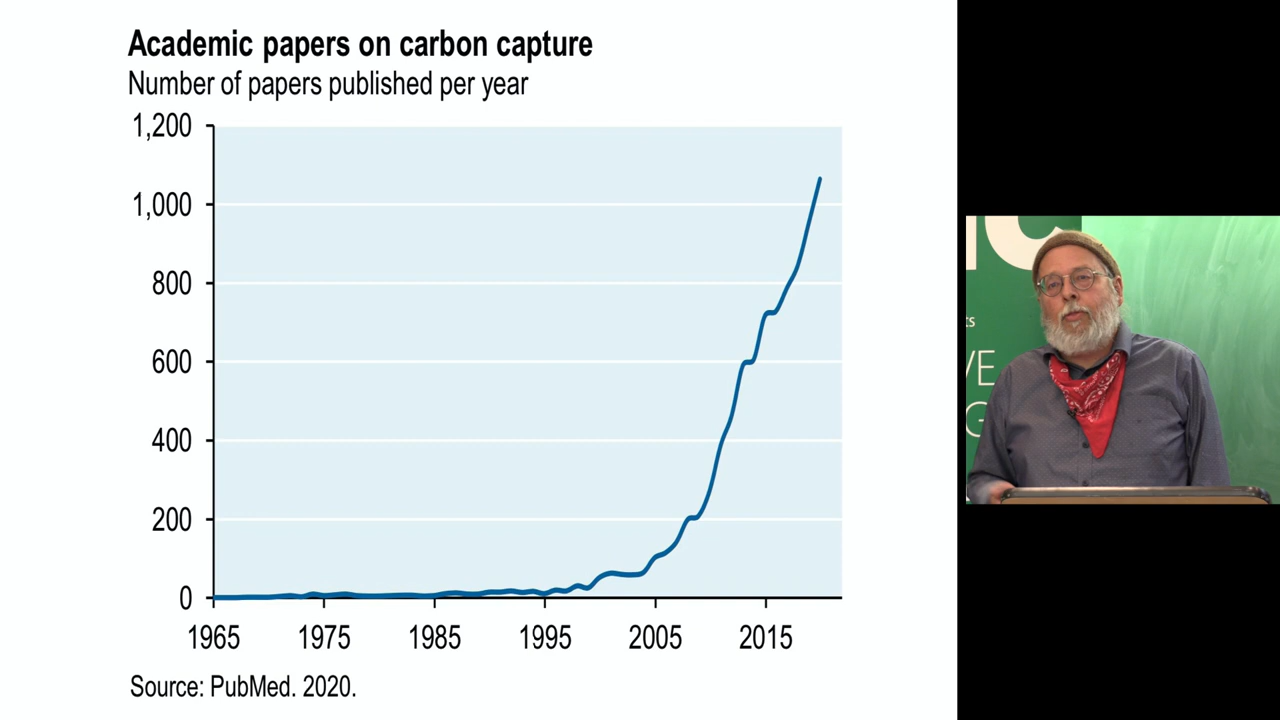 Academic papers on carbon capture
Number of papers published per year
1,200
1,000
800
600
400
200
0
1965 1975 1985 1995 2005 2015
Source: PubMed. 2020.